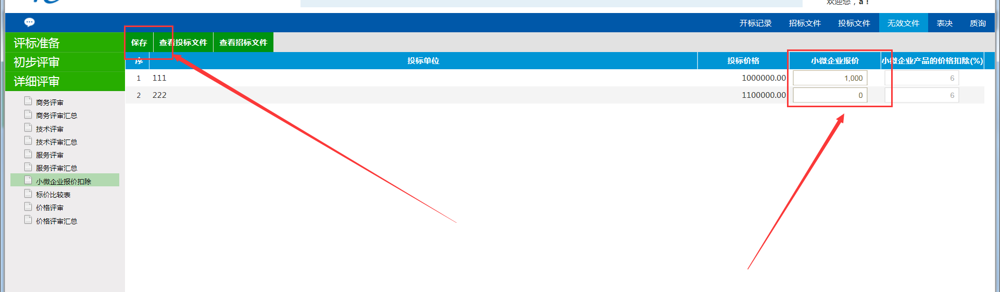 欢迎您，a！
开标记录 招标文件 投标文件 无效文件 表决 质询
评标准备
初步评审
详细评审
商务评审
商务评审汇总
技术评审
技术评审汇总
服务评审
服务评审汇总
小微企业报价扣除
标价比较表
价格评审
价格评审汇总
保存 查看投标文件 查看招标文件
序 投标单位 投标价格 小微企业报价 小微企业产品的价格扣除(%)
1 111 1000000.00 1,000 6
2 222 1100000.00 0 6